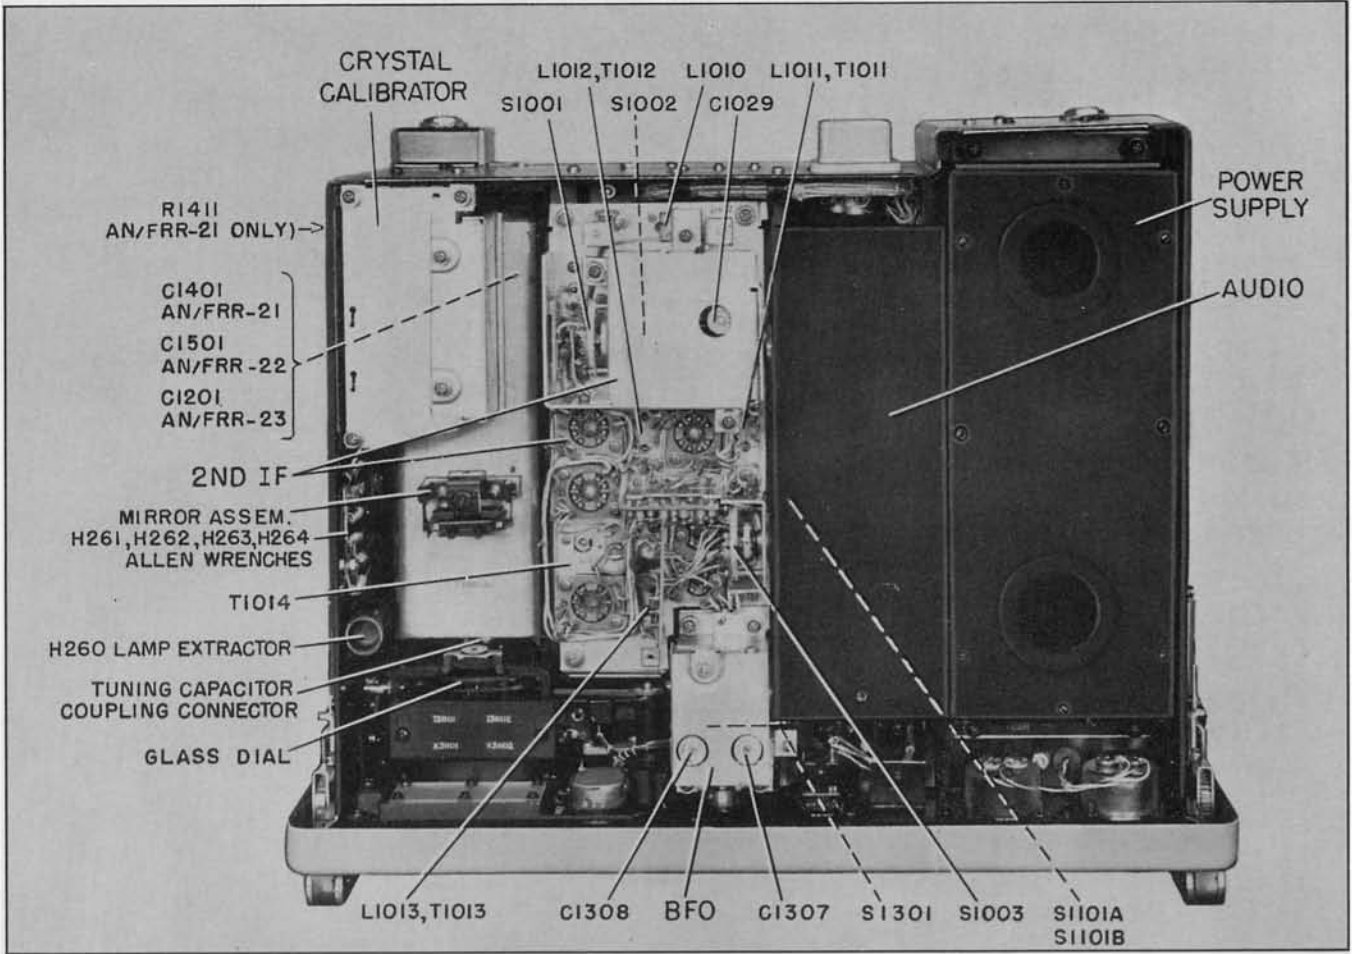 CRYSTAL
CALIBRATOR
L1012,T1012
L1010
L1011,T1011
S1001
S1002
C1029
POWER
SUPPLY
R1411
AN/FRR-21 ONLY)->
C1401
AN/FRR-21
AUDIO
C1501
AN/FRR-22
C1201
AN/FRR-23
2ND IF
MIRROR ASSEM.
H261,H262,H263,H264
ALLEN WRENCHES
T1014
H260 LAMP EXTRACTOR
TUNING CAPACITOR
COUPLING CONNECTOR
GLASS DIAL
L1013,T1013
C1308
BFO
C1307
S1301
S1003
S1101A
S1101B